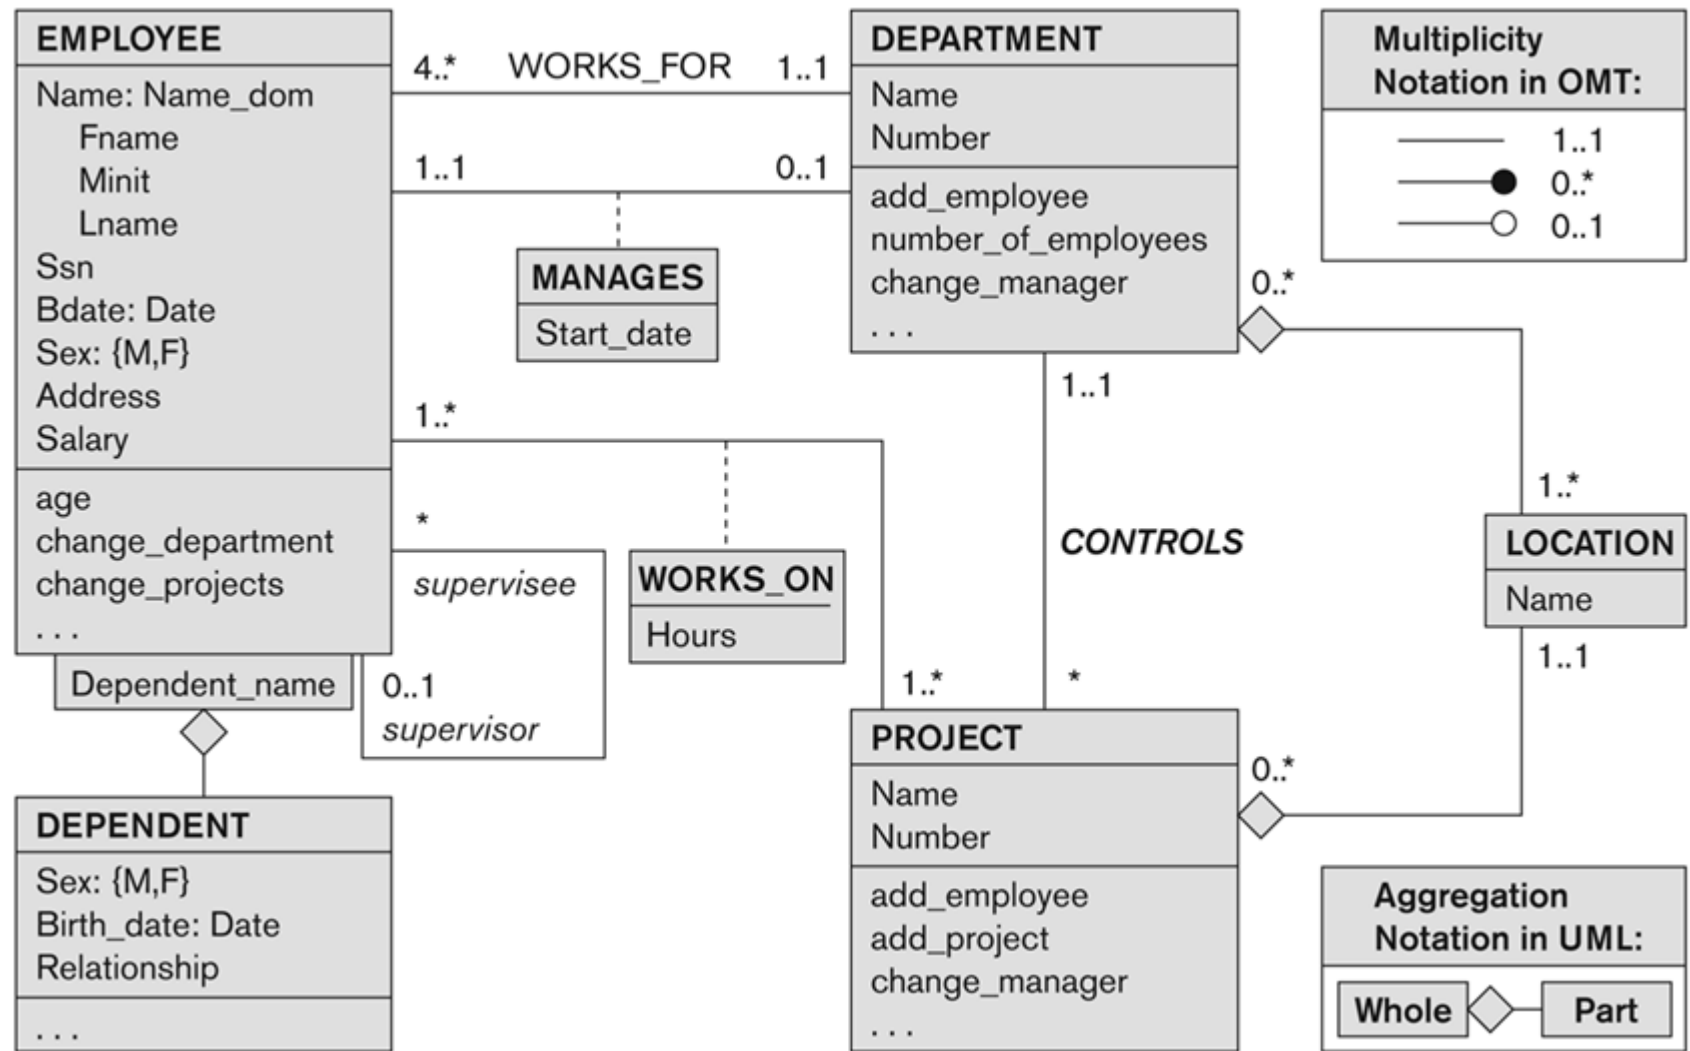 EMPLOYEE
Name: Name_dom
Fname
Minit
Lname
Ssn
Bdate: Date
Sex: {M,F}
Address
Salary
age
change_department
change_projects
. . .
Dependent_name
DEPENDENT
Sex: {M,F}
Birth_date: Date
Relationship
. . .
4..* WORKS_FOR 1..1
1..1 0..1
MANAGES
Start_date
1..*
*
supervisee
0..1
supervisor
WORKS_ON
Hours
1..*
DEPARTMENT
Name
Number
add_employee
number_of_employees
change_manager
. . .
0..*
1..1
CONTROLS
*
PROJECT
Name
Number
add_employee
add_project
change_manager
. . .
0..*
1..*
LOCATION
Name
1..1
Multiplicity
Notation in OMT:
1..1
0..*
0..1
Aggregation
Notation in UML:
Whole Part